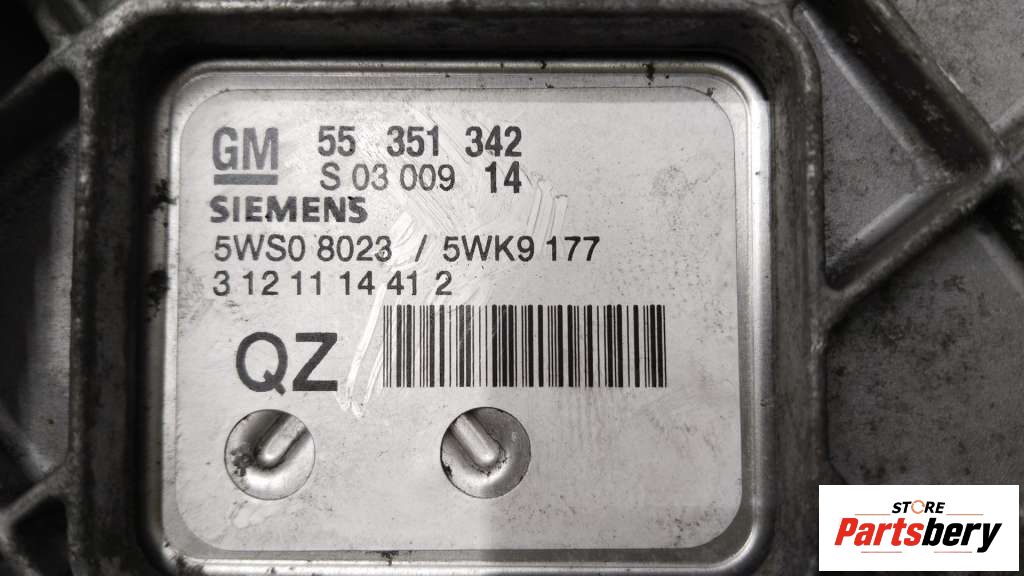 GM 55 351 342
S 03 009 14
SIEMENS
5WS0 8023 / 5WK9 177
3 12 11 14 41 2
QZ
STORE
Partsbery